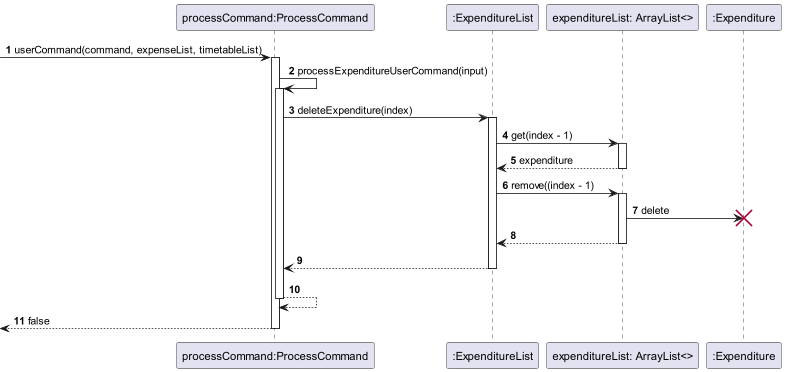 processCommand:ProcessCommand
:ExpenditureList
expenditureList: ArrayList<>
:Expenditure
1 userCommand(command, expenseList, timetableList)
2 processExpenditureUserCommand(input)
3 deleteExpenditure(index)
4 get(index - 1)
5 expenditure
6 remove((index - 1)
7 delete
8
9
10
11 false
processCommand:ProcessCommand
:ExpenditureList
expenditureList: ArrayList<>
:Expenditure